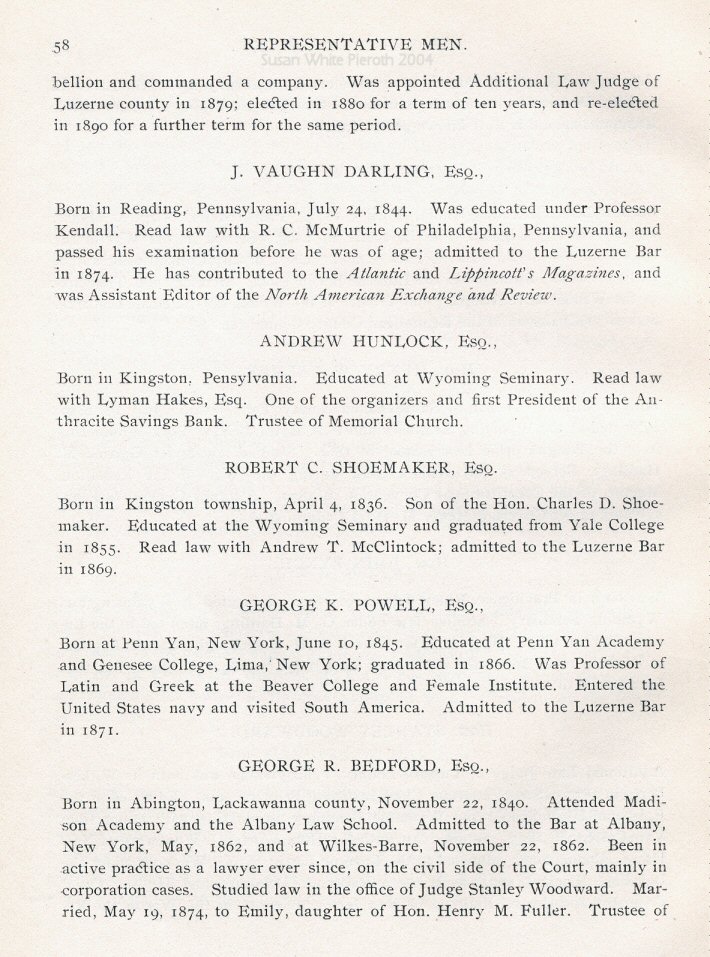 58 REPRESENTATIVE MEN.
Susan White Pieroth 2004
bellion and commanded a company. Was appointed Additional Law Judge of
Luzerne county in 1879; elected in 1880 for a term of ten years, and re-elected
in 1890 for a further term for the same period.
J. VAUGHN DARLING, Esq.,
Born in Reading, Pennsylvania, July 24, 1844. Was educated under Professor
Kendall. Read law with R. C. McMurtrie of Philadelphia, Pennsylvania, and
passed his examination before he was of age; admitted to the Luzerne Bar
in 1874. He has contributed to the Atlantic and Lippincott's Magazines, and
was Assistant Editor of the North American Exchange and Review.
ANDREW HUNLOCK, Esq.,
Born in Kingston, Pensylvania. Educated at Wyoming Seminary. Read law
with Lyman Hakes, Esq. One of the organizers and first President of the An-
thracite Savings Bank. Trustee of Memorial Church.
ROBERT C. SHOEMAKER, Esq.
Born in Kingston township, April 4, 1836. Son of the Hon. Charles D. Shoe-
maker. Educated at the Wyoming Seminary and graduated from Yale College
in 1855. Read law with Andrew T. McClintock; admitted to the Luzerne Bar
in 1869.
GEORGE K. POWELL, Esq.,
Born at Penn Yan, New York, June 10, 1845. Educated at Penn Yan Academy
and Genesee College, Lima, New York; graduated in 1866. Was Professor of
Latin and Greek at the Beaver College and Female Institute. Entered the
United States navy and visited South America. Admitted to the Luzerne Bar
in 1871.
GEORGE R. BEDFORD, Esq.,
Born in Abington, Lackawanna county, November 22, 1840. Attended Madi-
son Academy and the Albany Law School. Admitted to the Bar at Albany,
New York, May, 1862, and at Wilkes-Barre, November 22, 1862. Been in
active practice as a lawyer ever since, on the civil side of the Court, mainly in
corporation cases. Studied law in the office of Judge Stanley Woodward. Mar-
ried, May 19, 1874, to Emily, daughter of Hon. Henry M. Fuller. Trustee of